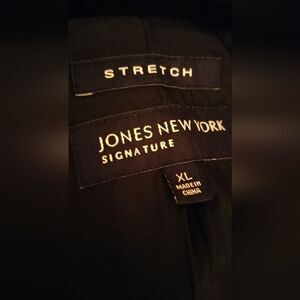 STRETCH
JONES NEW YORK
SIGNATURE
XL
MADE IN
CHINA